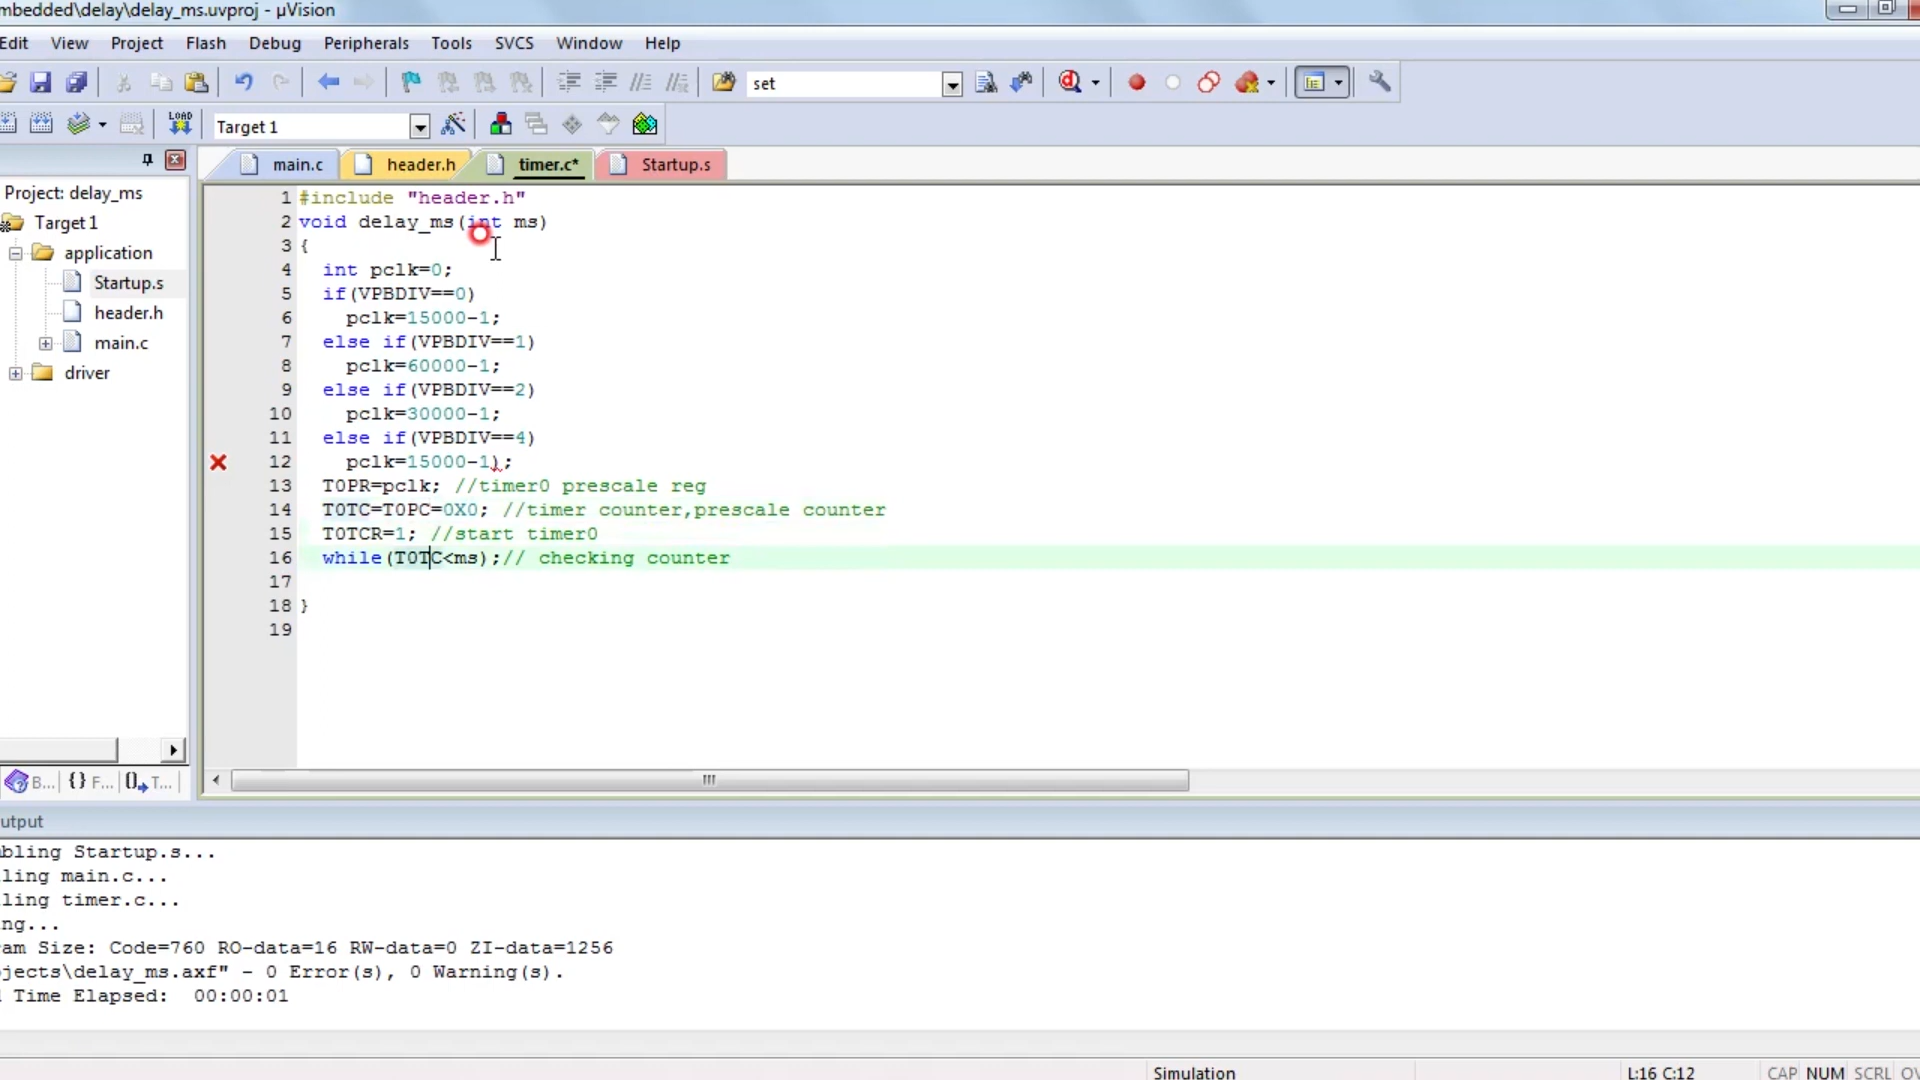 mbedded\delay\delay_ms.uvproj - µVision
Edit View Project Flash Debug Peripherals Tools SVCS Window Help
set
LOAD Target 1
main.c header.h timer.c* Startup.s
Project: delay_ms
Target 1
application
Startup.s
header.h
main.c
driver
1 #include "header.h"
2 void delay_ms(int ms)
3 {
4 int pclk=0;
5 if(VPBDIV==0)
6 pclk=15000-1;
7 else if(VPBDIV==1)
8 pclk=60000-1;
9 else if(VPBDIV==2)
10 pclk=30000-1;
11 else if(VPBDIV==4)
12 pclk=15000-1);
13 T0PR=pclk; //timer0 prescale reg
14 T0TC=T0PC=0X0; //timer counter,prescale counter
15 T0TCR=1; //start timer0
16 while(T0TC<ms);// checking counter
17
18 }
19
B... {} F... 0 T...
utput
bling Startup.s...
ling main.c...
ling timer.c...
ng...
am Size: Code=760 RO-data=16 RW-data=0 ZI-data=1256
jects\delay_ms.axf" - 0 Error(s), 0 Warning(s).
Time Elapsed: 00:00:01
Simulation L:16 C:12 CAP NUM SCRL OV